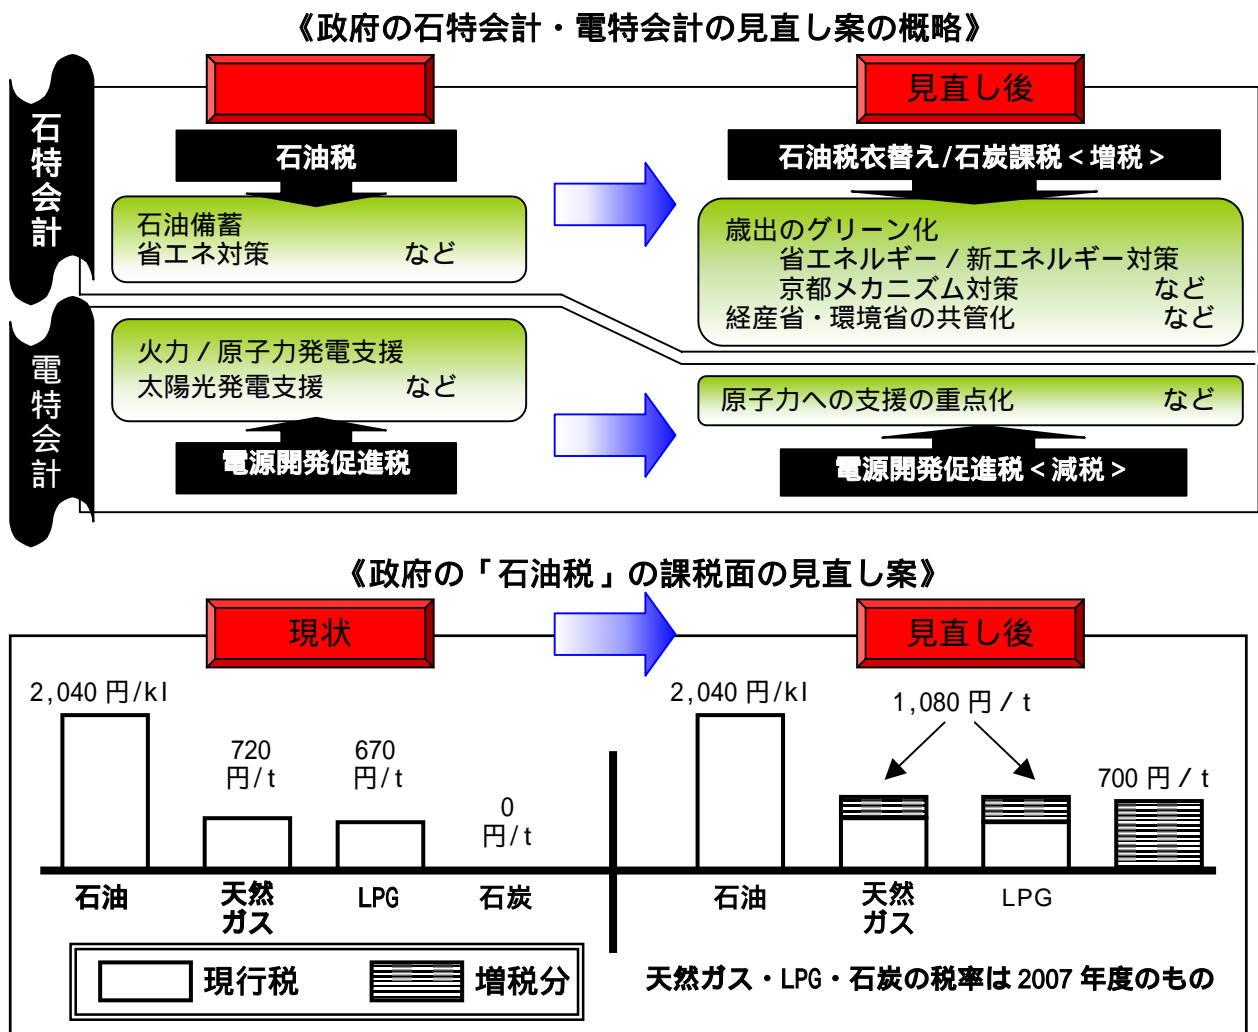 《政府の石特会計・電特会計の見直し案の概略》
見直し後
石特会計
石油税
石油税衣替え/石炭課税<増税>
石油備蓄
省エネ対策 など
歳出のグリーン化
省エネルギー/新エネルギー対策
京都メカニズム対策 など
経産省・環境省の共管化 など
電特会計
火力/原子力発電支援
太陽光発電支援 など
原子力への支援の重点化 など
電源開発促進税
電源開発促進税<減税>
《政府の「石油税」の課税面の見直し案》
現状
見直し後
2,040円/kl
720
円/t
670
円/t
0
円/t
石油
天然
ガス
LPG
石炭
2,040円/kl
1,080円/t
700円/t
石油
天然
ガス
LPG
現行税
増税分
天然ガス・LPG・石炭の税率は2007年度のもの